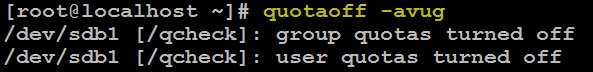 [root@localhost ~]# quotaoff -avug
/dev/sdb1 [/qcheck]: group quotas turned off
/dev/sdb1 [/qcheck]: user quotas turned off